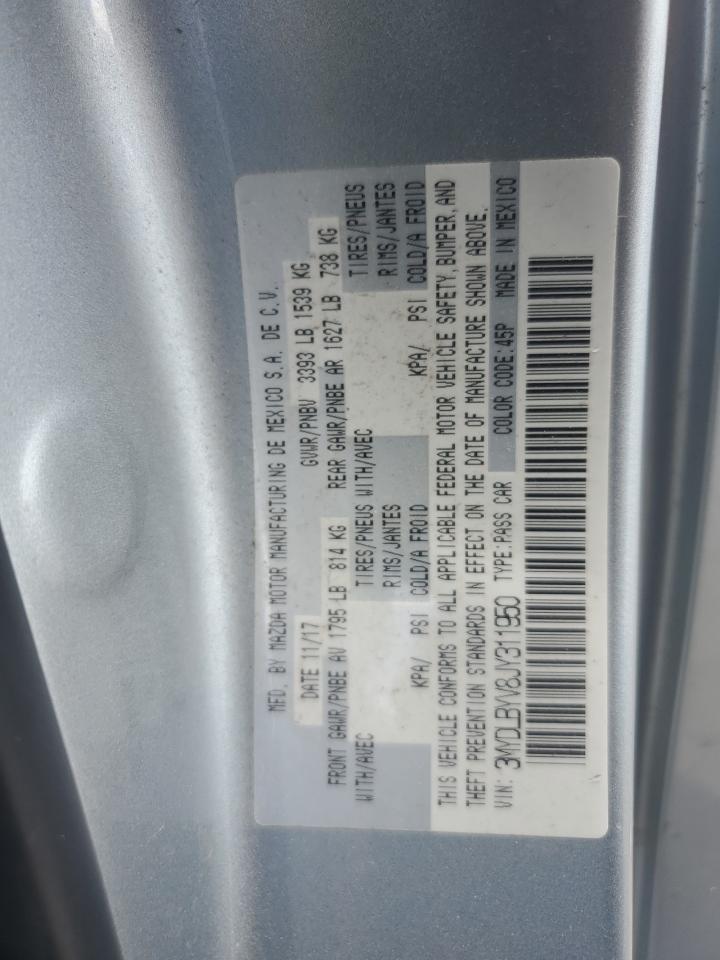 MFD. BY MAZDA MOTOR MANUFACTURING DE MEXICO S.A. DE C.V.
DATE 11/17 GVWR/PNBV 3393 LB 1539 KG
FRONT GAWR/PNBE AV 1795 LB 814 KG REAR GAWR/PNBE AR 1627 LB 738 KG
WITH/AVEC TIRES/PNEUS WITH/AVEC TIRES/PNEUS
RIMS/JANTES RIMS/JANTES
KPA/ PSI COLD/A FROID KPA/ PSI COLD/A FROID
THIS VEHICLE CONFORMS TO ALL APPLICABLE FEDERAL MOTOR VEHICLE SAFETY, BUMPER, AND
THEFT PREVENTION STANDARDS IN EFFECT ON THE DATE OF MANUFACTURE SHOWN ABOVE.
VIN: 3MYDLBYV8JY311950 TYPE:PASS CAR COLOR CODE:45P MADE IN MEXICO